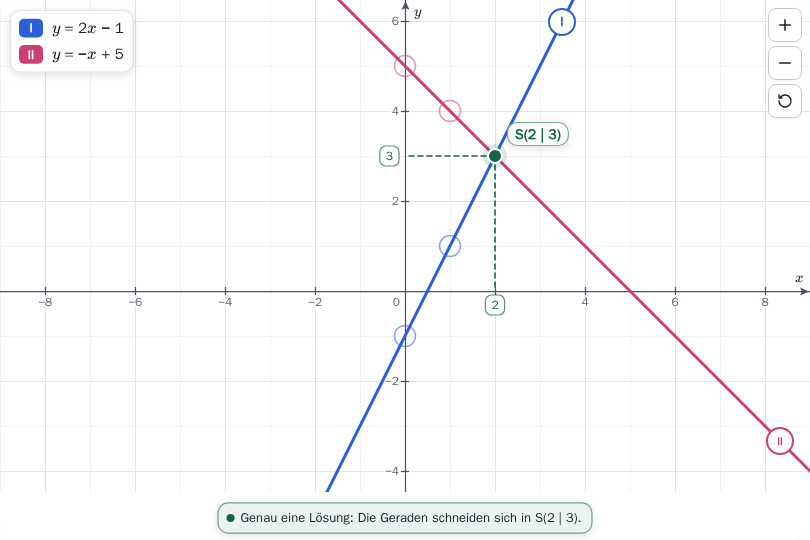 I y = 2x − 1
II y = −x + 5
+
−
y
6
4
3
2
−2
−4
S(2 | 3)
I
II
x
−8
−6
−4
−2
0
2
4
6
8
Genau eine Lösung: Die Geraden schneiden sich in S(2 | 3).